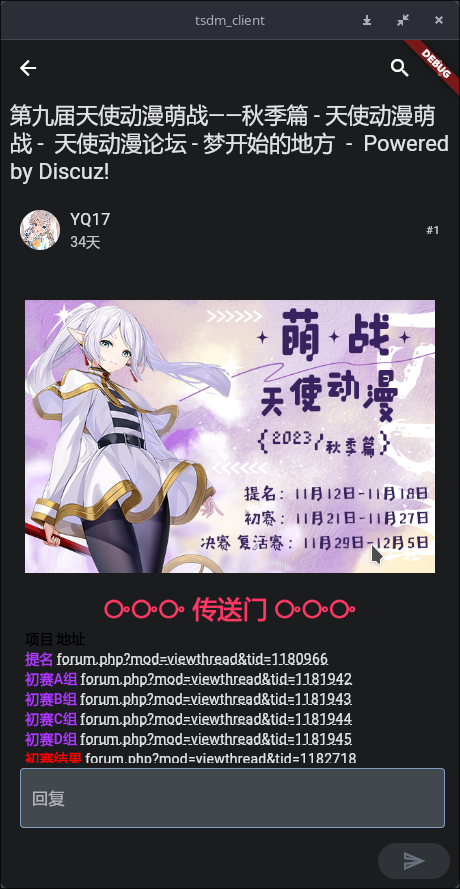 tsdm_client
DEBUG
第九届天使动漫萌战——秋季篇 - 天使动漫萌
战 - 天使动漫论坛 - 梦开始的地方 - Powered
by Discuz!
YQ17
34天
#1
>>>>>>
萌 战
天使动漫
{2023/秋季篇}
<<<<<<
提名：11月12日-11月18日
初赛：11月21日-11月27日
决赛 复活赛：11月29日-12月5日
传送门
项目 地址
提名 forum.php?mod=viewthread&tid=1180966
初赛A组 forum.php?mod=viewthread&tid=1181942
初赛B组 forum.php?mod=viewthread&tid=1181943
初赛C组 forum.php?mod=viewthread&tid=1181944
初赛D组 forum.php?mod=viewthread&tid=1181945
初赛结果 forum.php?mod=viewthread&tid=1182718
回复